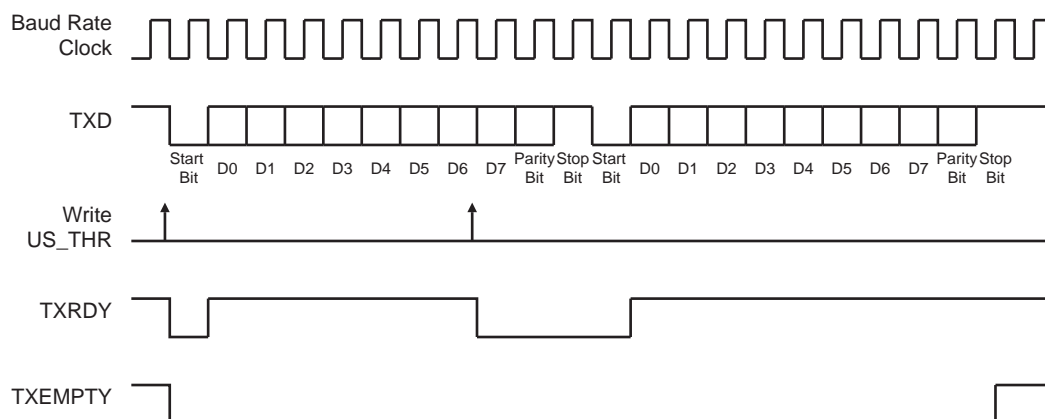 Baud Rate
Clock
TXD
Start
Bit
D0
D1
D2
D3
D4
D5
D6
D7
Parity
Bit
Stop
Bit
Start
Bit
D0
D1
D2
D3
D4
D5
D6
D7
Parity
Bit
Stop
Bit
Write
US_THR
TXRDY
TXEMPTY